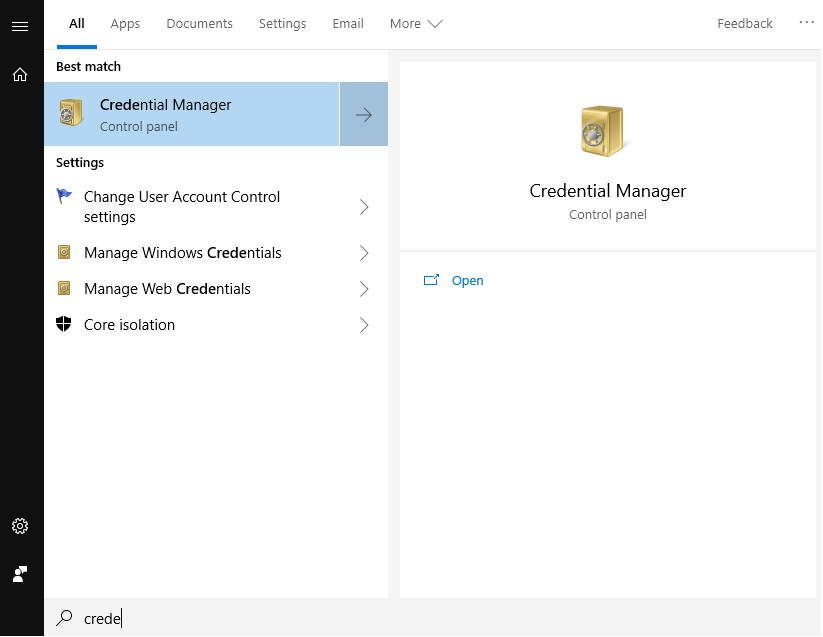 All Apps Documents Settings Email More Feedback ...
Best match
Credential Manager
Control panel
Settings
Change User Account Control
settings
Manage Windows Credentials
Manage Web Credentials
Core isolation
Credential Manager
Control panel
Open
crede